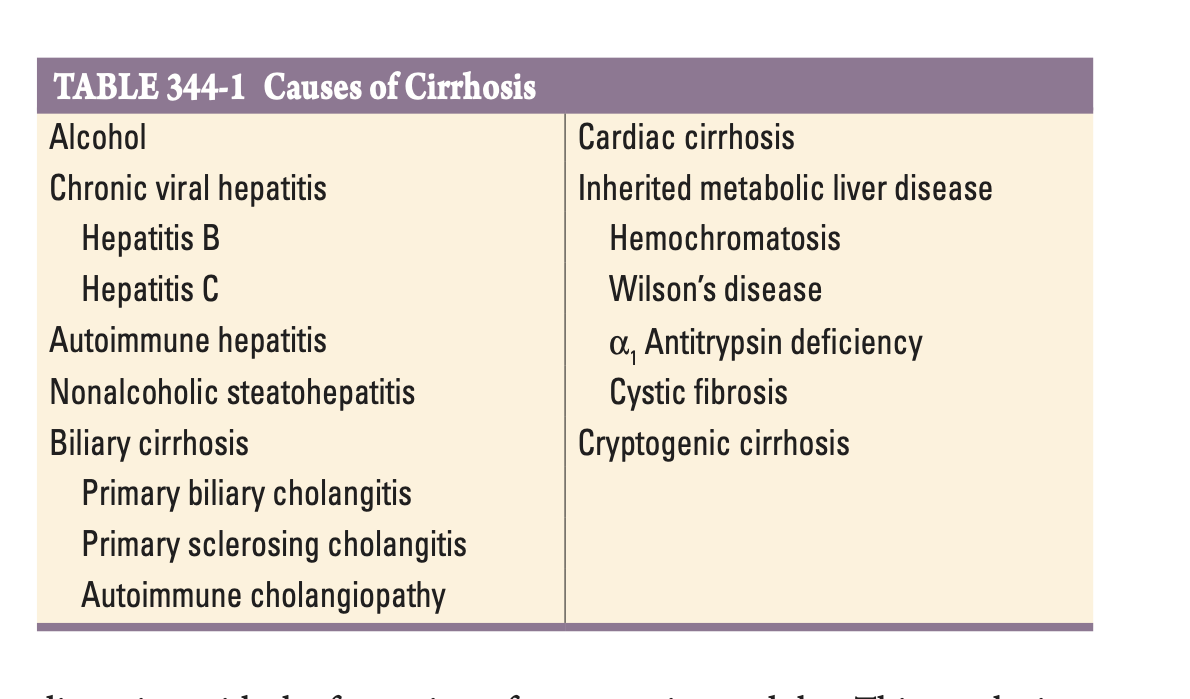 TABLE 344-1 Causes of Cirrhosis
Alcohol
Chronic viral hepatitis
Hepatitis B
Hepatitis C
Autoimmune hepatitis
Nonalcoholic steatohepatitis
Biliary cirrhosis
Primary biliary cholangitis
Primary sclerosing cholangitis
Autoimmune cholangiopathy
Cardiac cirrhosis
Inherited metabolic liver disease
Hemochromatosis
Wilson’s disease
α₁ Antitrypsin deficiency
Cystic fibrosis
Cryptogenic cirrhosis